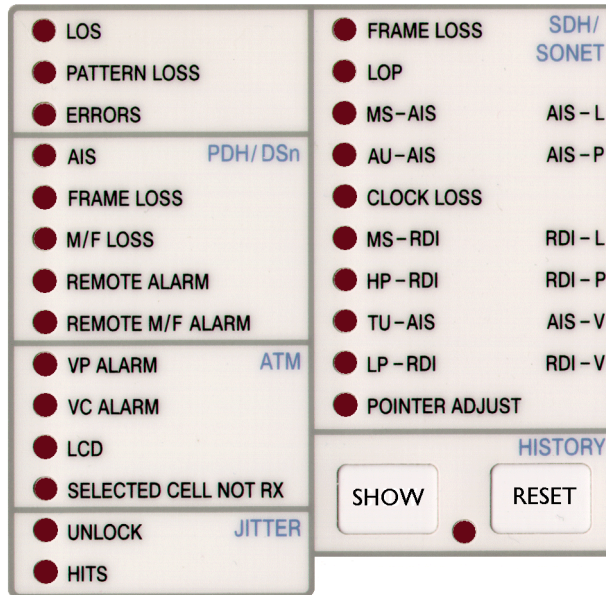 LOS
PATTERN LOSS
ERRORS
AIS PDH/DSn
FRAME LOSS
M/F LOSS
REMOTE ALARM
REMOTE M/F ALARM
VP ALARM ATM
VC ALARM
LCD
SELECTED CELL NOT RX
UNLOCK JITTER
HITS
FRAME LOSS SDH/
SONET
LOP
MS-AIS AIS-L
AU-AIS AIS-P
CLOCK LOSS
MS-RDI RDI-L
HP-RDI RDI-P
TU-AIS AIS-V
LP-RDI RDI-V
POINTER ADJUST
HISTORY
SHOW RESET